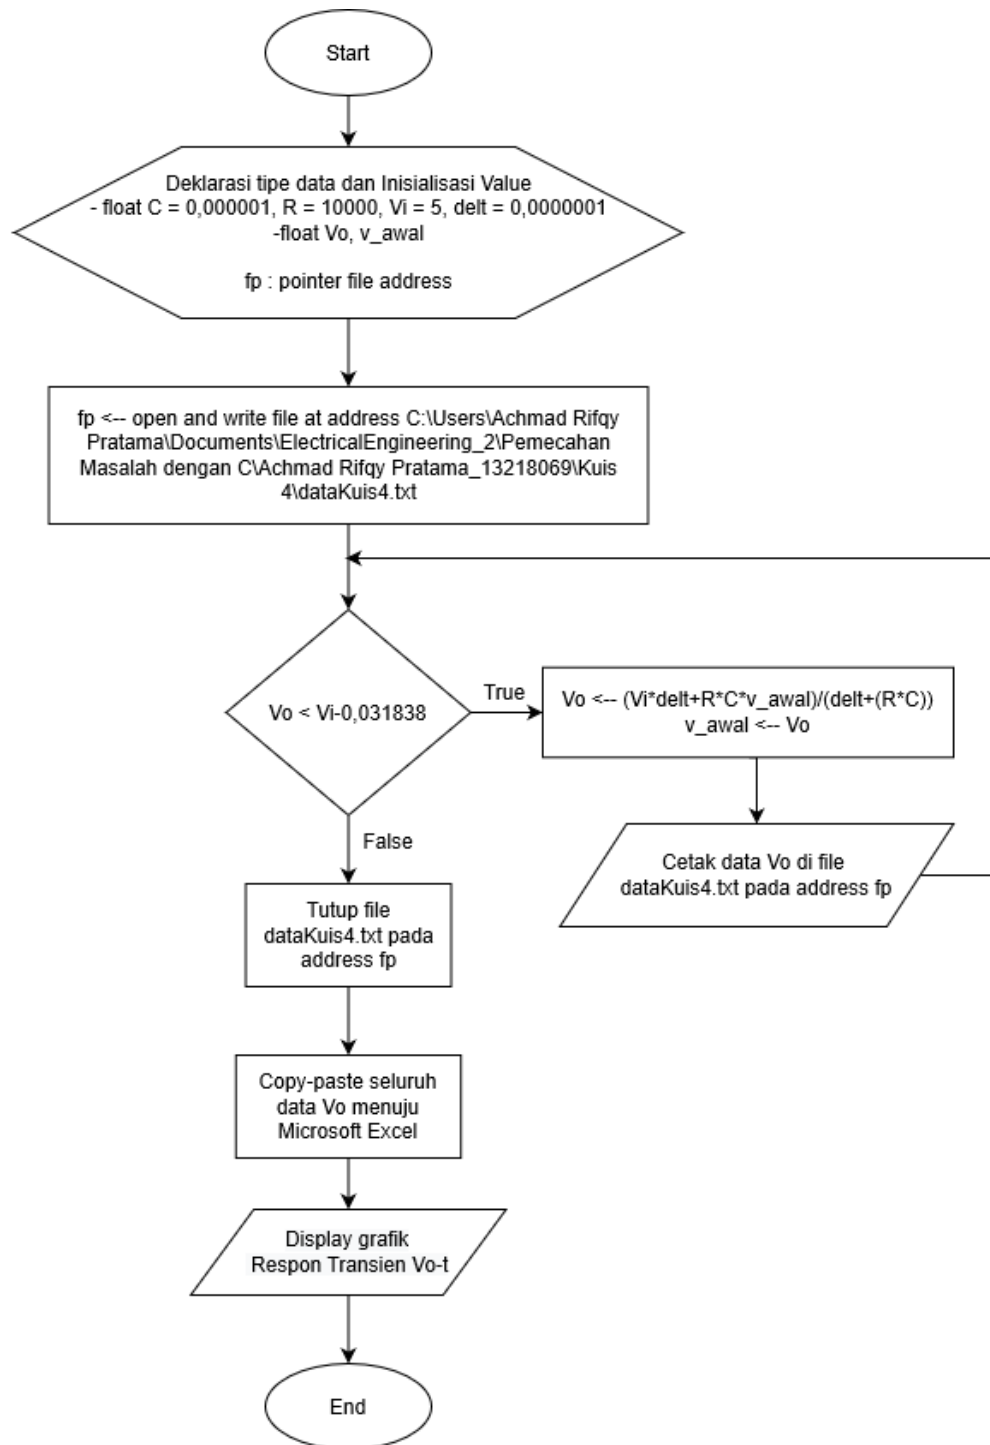 Start
Deklarasi tipe data dan Inisialisasi Value
- float C = 0,000001, R = 10000, Vi = 5, delt = 0,0000001
-float Vo, v_awal
fp : pointer file address
fp <-- open and write file at address C:\Users\Achmad Rifqy
Pratama\Documents\ElectricalEngineering_2\Pemecahan
Masalah dengan C\Achmad Rifqy Pratama_13218069\Kuis
4\dataKuis4.txt
Vo < Vi-0,031838
True
Vo <-- (Vi*delt+R*C*v_awal)/(delt+(R*C))
v_awal <-- Vo
Cetak data Vo di file
dataKuis4.txt pada address fp
False
Tutup file
dataKuis4.txt pada
address fp
Copy-paste seluruh
data Vo menuju
Microsoft Excel
Display grafik
Respon Transien Vo-t
End